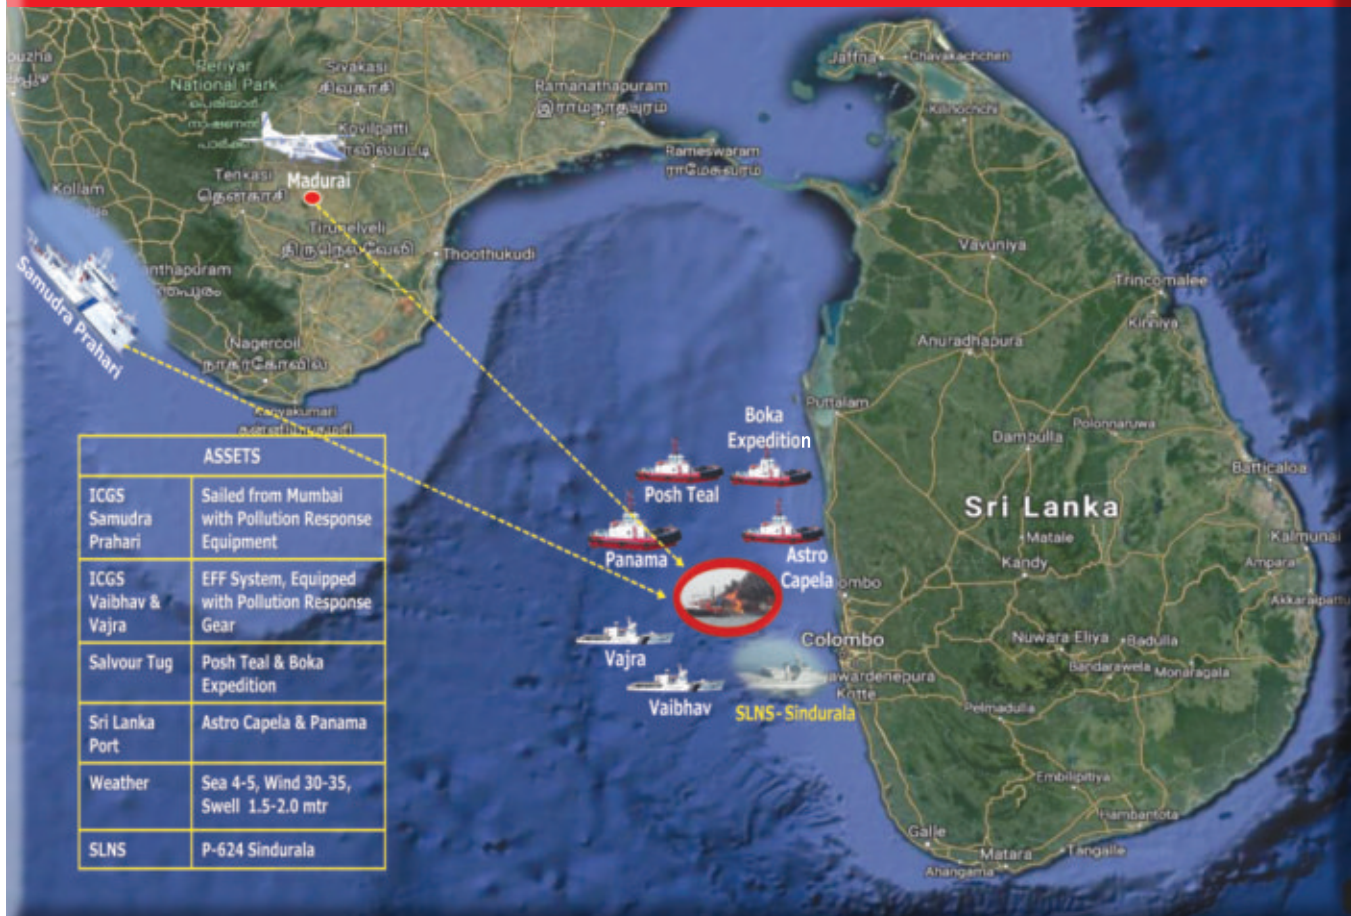 Jaffna
Chavakachcheri
Periyar
National Park
பெரியார்
Sivakasi
சிவகாசி
Ramanathapuram
இராமநாதபுரம்
Kilinochchi
Kovilpatti
Rameswaram
ராமேசுவரம்
Kollam
Tenkasi
தென்காசி
Madurai
Tirunelveli
திருநெல்வேலி
Thoothukudi
Vavuniya
Trincomalee
Kinniya
Samudra Prahari
nthapuram
Nagercoil
நாகர்கோவில்
Anuradhapura
Kanyakumari
கன்னியாகுமரி
Puttalam
Boka
Expedition
Polonnaruwa
Dambulla
Batticaloa
Posh Teal
Sri Lanka
Matale
Kalmunai
Panama
Astro
Capela
ombo
Kandy
Ampara
Akkaraipattu
Vajra
Colombo
Nuwara Eliya
Badulla
Bandarawela
Monaragala
awardenepura
Kotte
Vaibhav
SLNS - Sindurala
Pelmadulla
Embilipitiya
Hambantota
Galle
Matara
Tangalle
Ahangama
ASSETS
ICGS
Samudra
Prahari
Sailed from Mumbai
with Pollution Response
Equipment
ICGS
Vaibhav &
Vajra
EFF System, Equipped
with Pollution Response
Gear
Salvour Tug
Posh Teal & Boka
Expedition
Sri Lanka
Port
Astro Capela & Panama
Weather
Sea 4-5, Wind 30-35,
Swell 1.5-2.0 mtr
SLNS
P-624 Sindurala